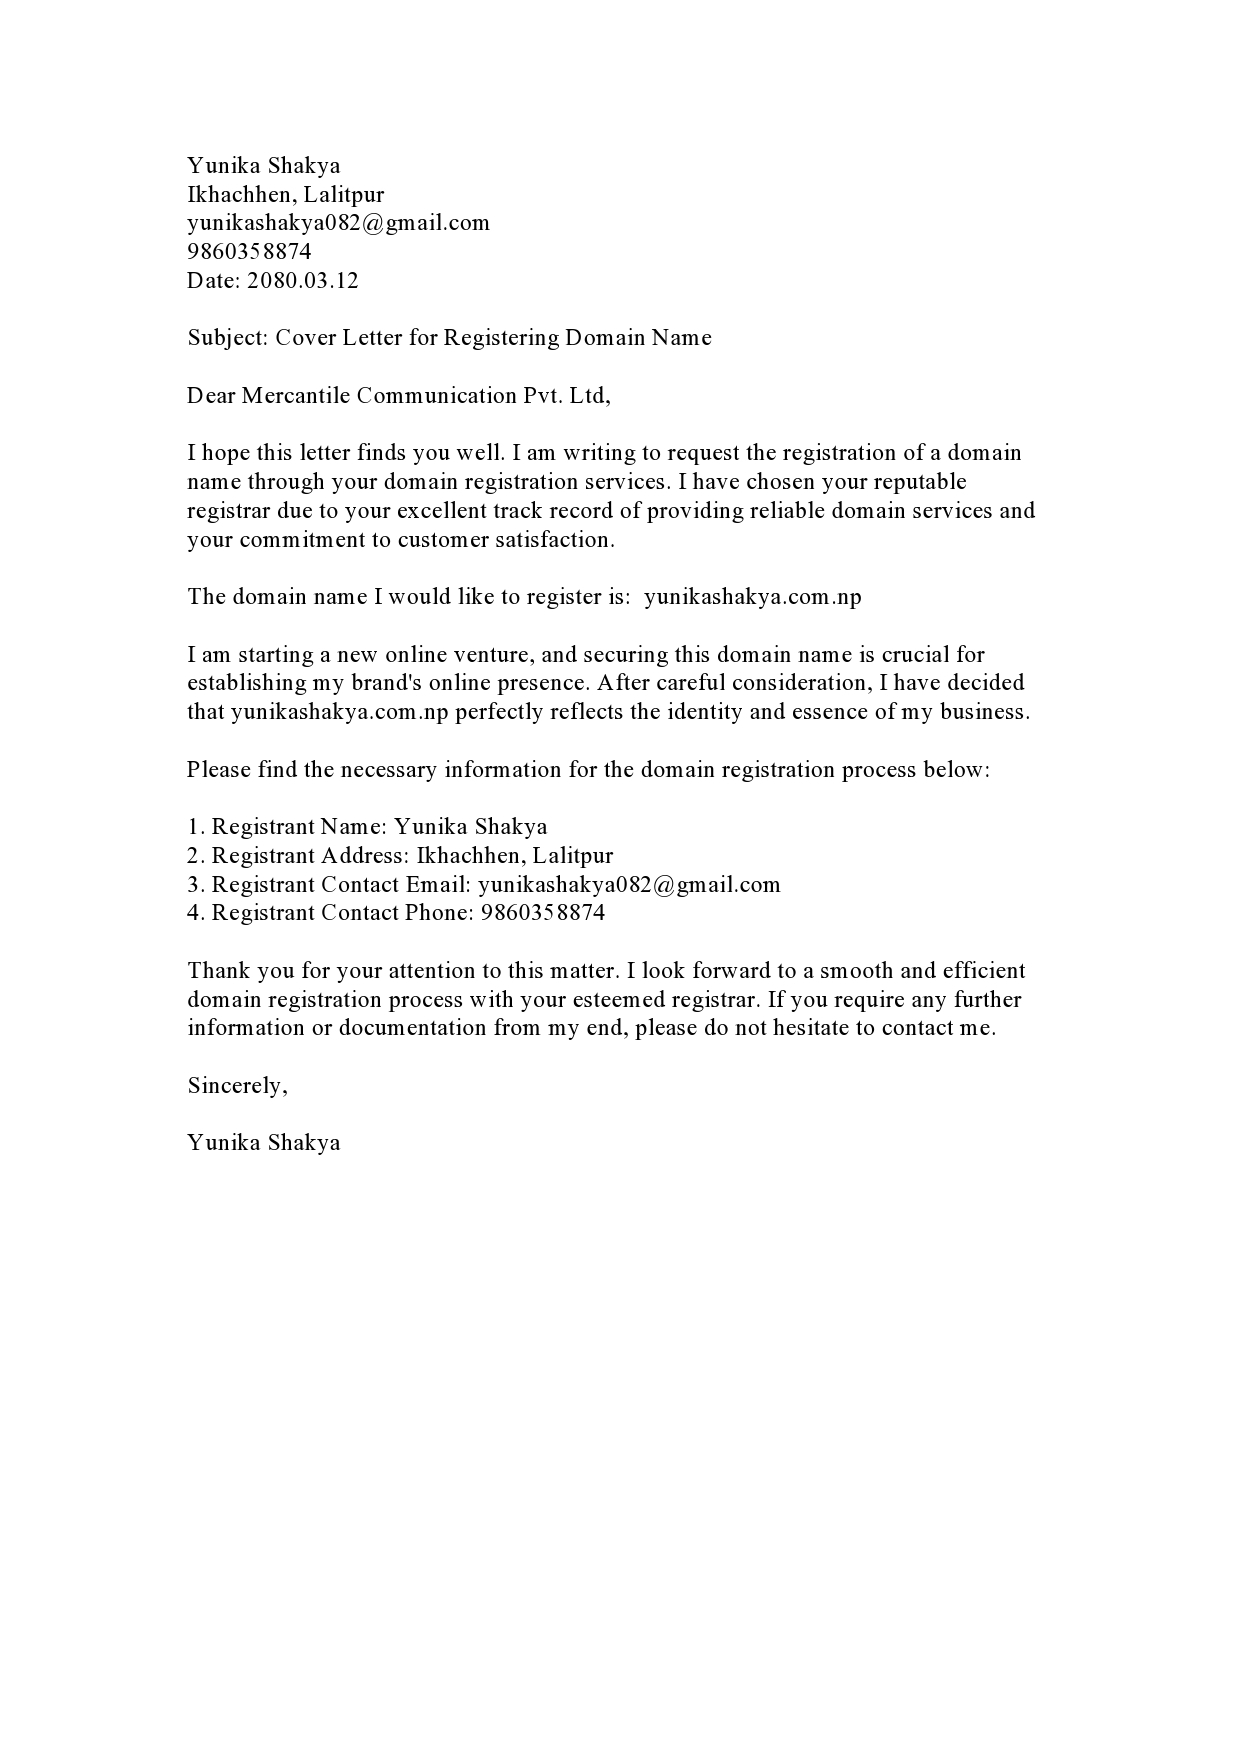 Yunika Shakya
Ikhachhen, Lalitpur
yunikashakya082@gmail.com
9860358874
Date: 2080.03.12
Subject: Cover Letter for Registering Domain Name
Dear Mercantile Communication Pvt. Ltd,
I hope this letter finds you well. I am writing to request the registration of a domain
name through your domain registration services. I have chosen your reputable
registrar due to your excellent track record of providing reliable domain services and
your commitment to customer satisfaction.
The domain name I would like to register is:  yunikashakya.com.np
I am starting a new online venture, and securing this domain name is crucial for
establishing my brand's online presence. After careful consideration, I have decided
that yunikashakya.com.np perfectly reflects the identity and essence of my business.
Please find the necessary information for the domain registration process below:
1. Registrant Name: Yunika Shakya
2. Registrant Address: Ikhachhen, Lalitpur
3. Registrant Contact Email: yunikashakya082@gmail.com
4. Registrant Contact Phone: 9860358874
Thank you for your attention to this matter. I look forward to a smooth and efficient
domain registration process with your esteemed registrar. If you require any further
information or documentation from my end, please do not hesitate to contact me.
Sincerely,
Yunika Shakya